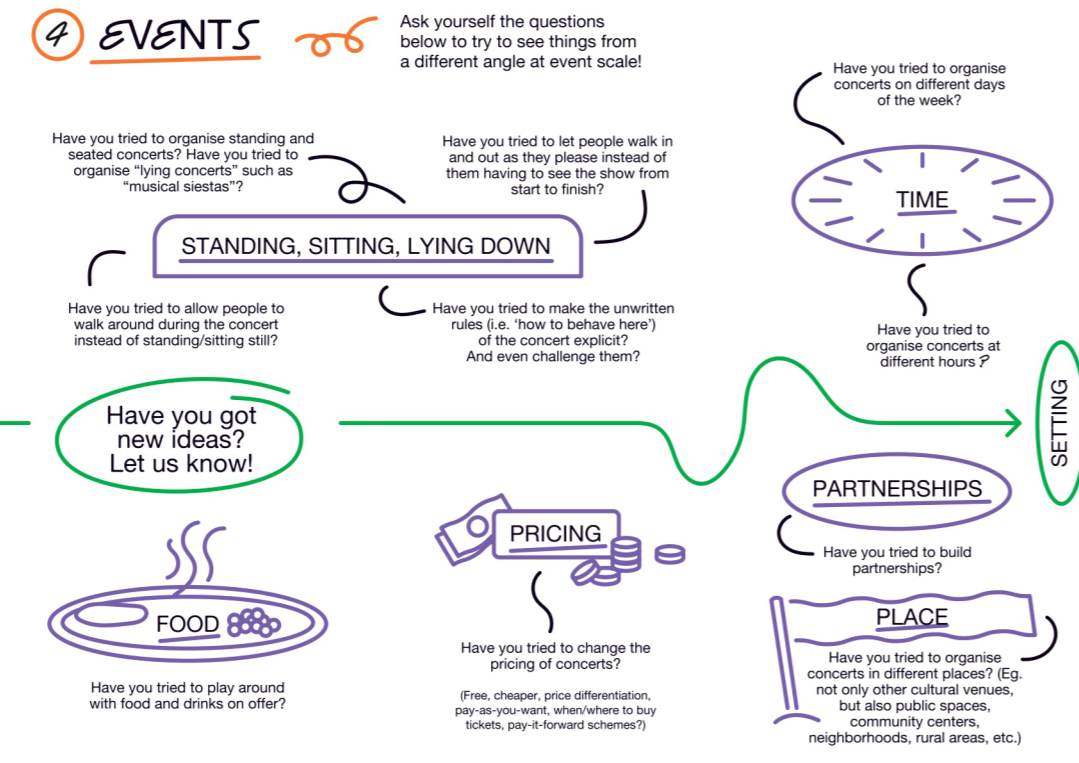 4 EVENTS
Ask yourself the questions
below to try to see things from
a different angle at event scale!
Have you tried to organise standing and
seated concerts? Have you tried to
organise “lying concerts” such as
“musical siestas”?
Have you tried to let people walk in
and out as they please instead of
them having to see the show from
start to finish?
STANDING, SITTING, LYING DOWN
Have you tried to allow people to
walk around during the concert
instead of standing/sitting still?
Have you tried to make the unwritten
rules (i.e. ‘how to behave here’)
of the concert explicit?
And even challenge them?
Have you tried to organise
concerts on different days
of the week?
TIME
Have you tried to
organise concerts at
different hours?
Have you got
new ideas?
Let us know!
SETTING
FOOD
Have you tried to play around
with food and drinks on offer?
PRICING
Have you tried to change the
pricing of concerts?
(Free, cheaper, price differentiation,
pay-as-you-want, when/where to buy
tickets, pay-it-forward schemes?)
PARTNERSHIPS
Have you tried to build
partnerships?
PLACE
Have you tried to organise
concerts in different places? (Eg.
not only other cultural venues,
but also public spaces,
community centers,
neighborhoods, rural areas, etc.)